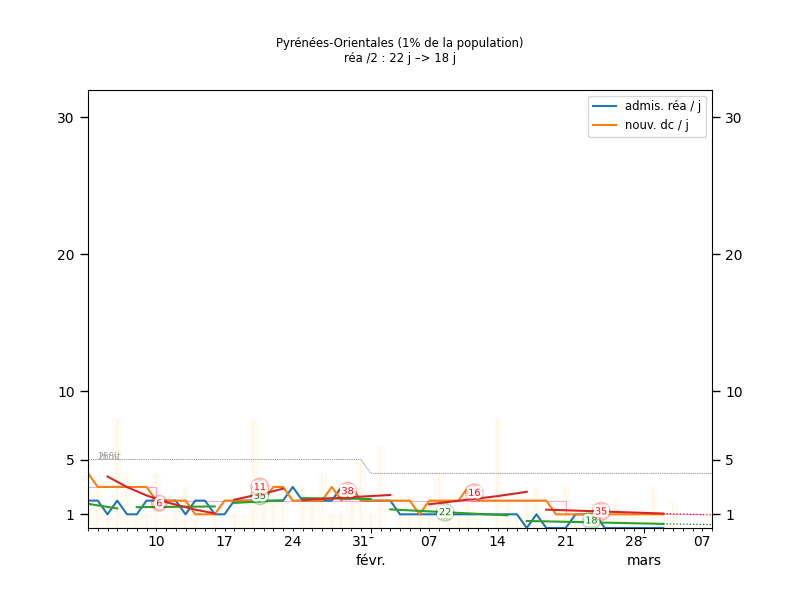 Pyrénées-Orientales (1% de la population)
réa /2 : 22 j –> 18 j
admis. réa / j
nouv. dc / j
30 30
20 20
10 10
5 5
1 1
6 11 35 38 22 16 18 35
10 17 24 31- 07 14 21 28- 07
févr. mars